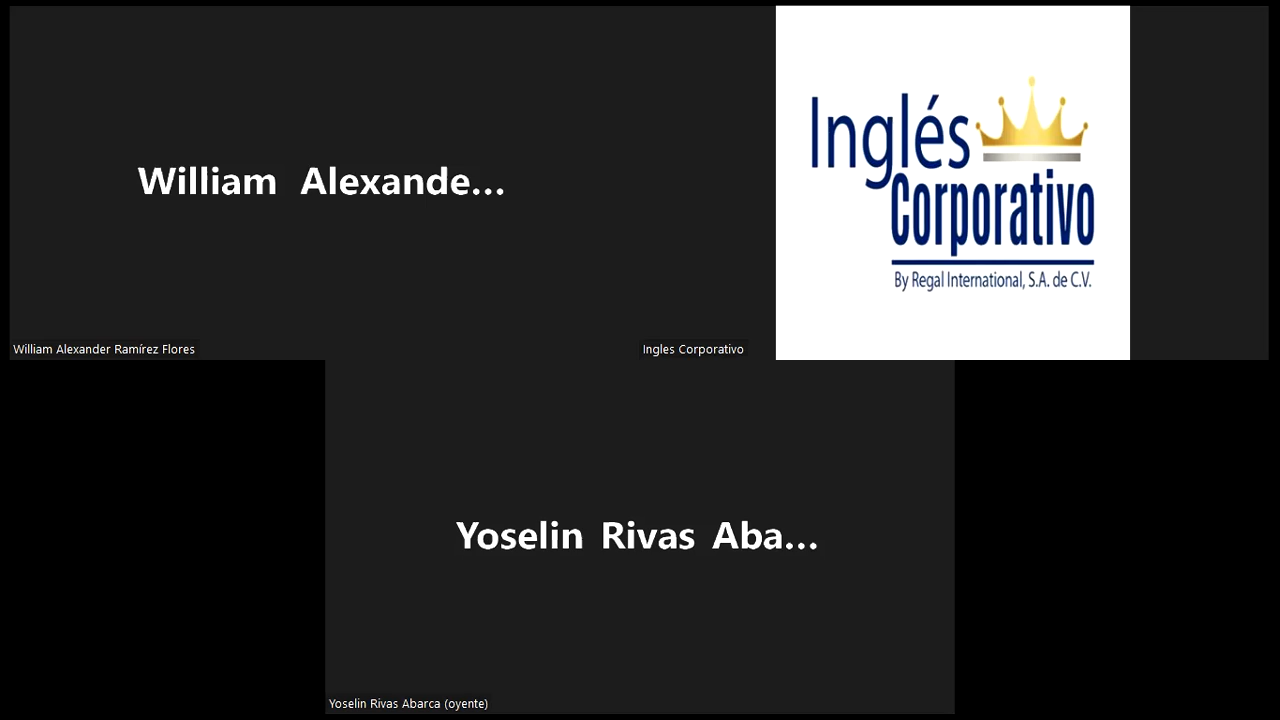 William Alexande...
William Alexander Ramírez Flores
Inglés
Corporativo
By Regal International, S.A. de C.V.
Ingles Corporativo
Yoselin Rivas Aba...
Yoselin Rivas Abarca (oyente)